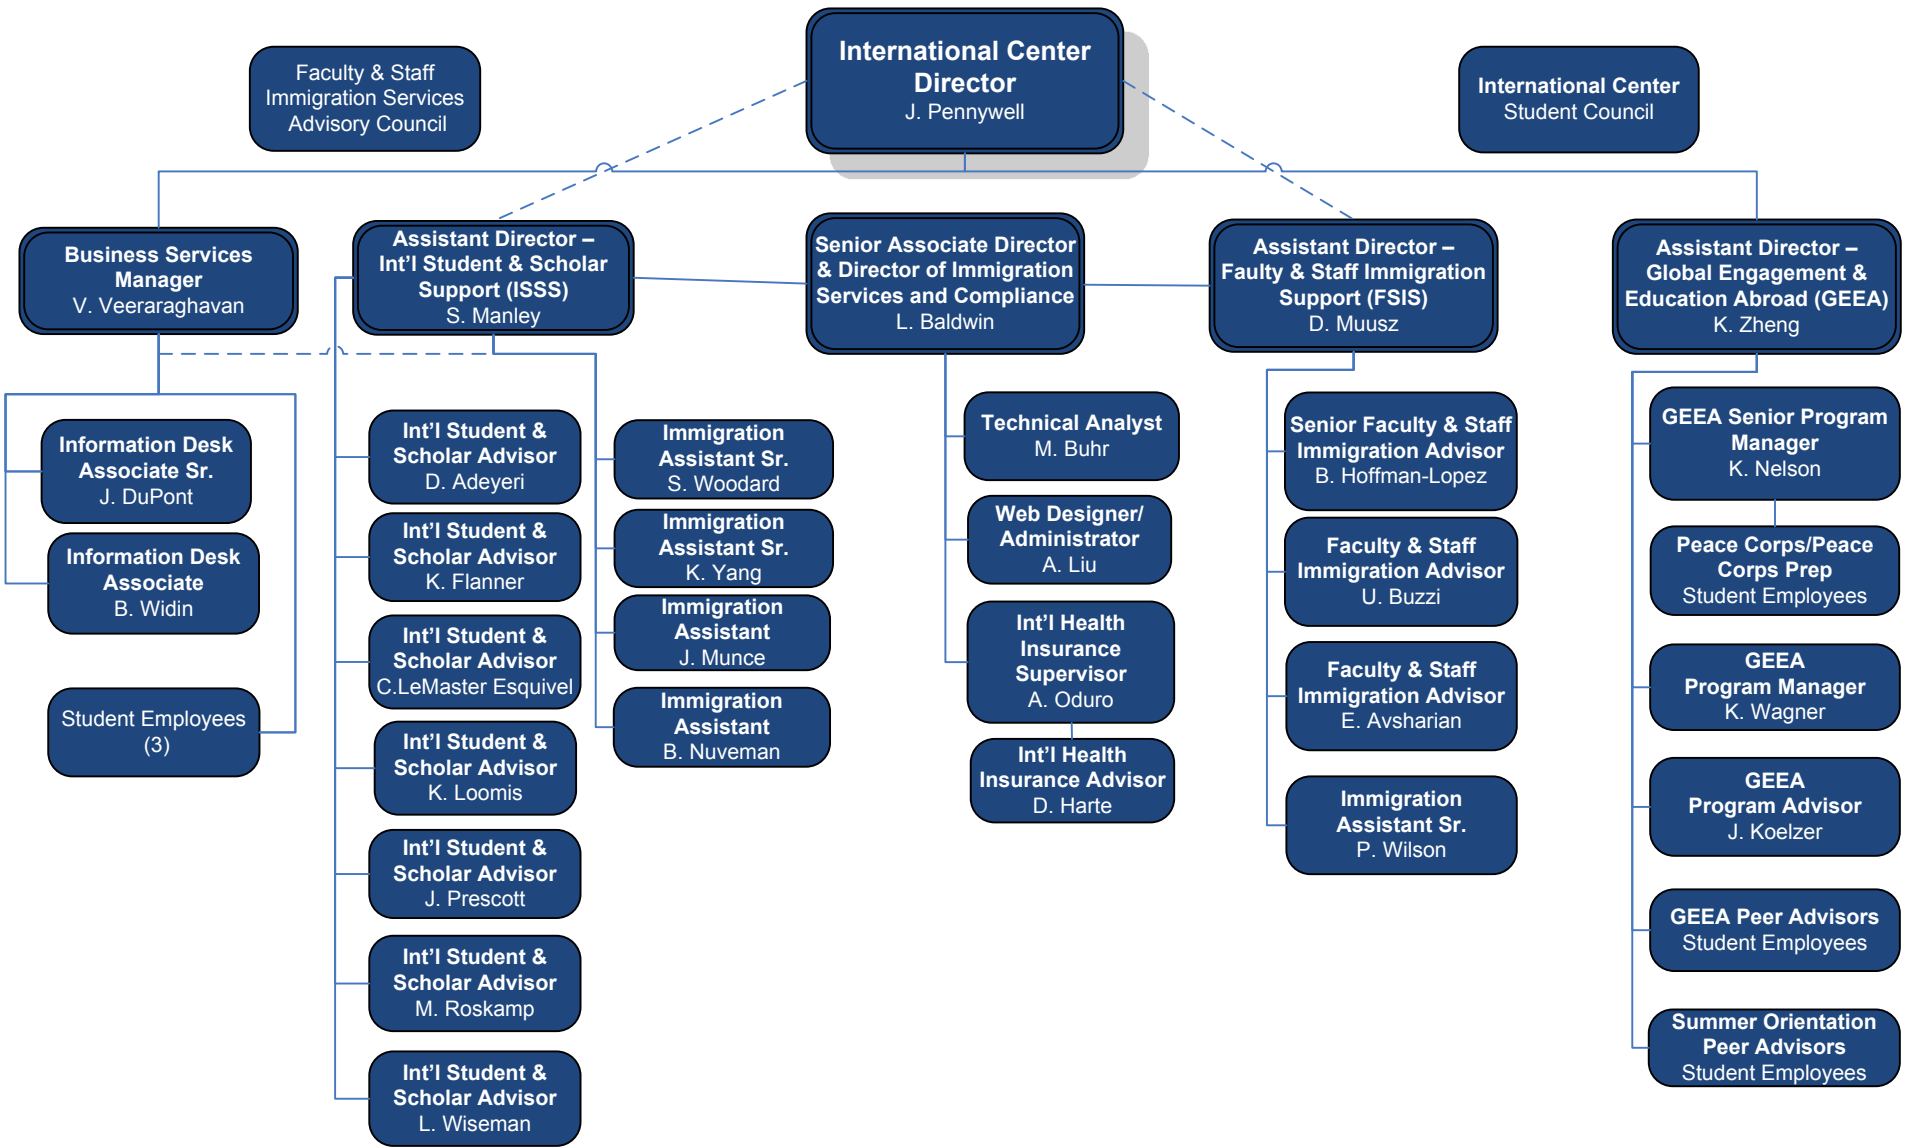 International Center
Director
J. Pennywell
Faculty & Staff
Immigration Services
Advisory Council
International Center
Student Council
Business Services
Manager
V. Veeraraghavan
Assistant Director –
Int'l Student & Scholar
Support (ISSS)
S. Manley
Senior Associate Director
& Director of Immigration
Services and Compliance
L. Baldwin
Assistant Director –
Faulty & Staff Immigration
Support (FSIS)
D. Muusz
Assistant Director –
Global Engagement &
Education Abroad (GEEA)
K. Zheng
Information Desk
Associate Sr.
J. DuPont
Information Desk
Associate
B. Widin
Student Employees
(3)
Int'l Student &
Scholar Advisor
D. Adeyeri
Int'l Student &
Scholar Advisor
K. Flanner
Int'l Student &
Scholar Advisor
C.LeMaster Esquivel
Int'l Student &
Scholar Advisor
K. Loomis
Int'l Student &
Scholar Advisor
J. Prescott
Int'l Student &
Scholar Advisor
M. Roskamp
Int'l Student &
Scholar Advisor
L. Wiseman
Immigration
Assistant Sr.
S. Woodard
Immigration
Assistant Sr.
K. Yang
Immigration
Assistant
J. Munce
Immigration
Assistant
B. Nuveman
Technical Analyst
M. Buhr
Web Designer/
Administrator
A. Liu
Int'l Health
Insurance
Supervisor
A. Oduro
Int'l Health
Insurance Advisor
D. Harte
Senior Faculty & Staff
Immigration Advisor
B. Hoffman-Lopez
Faculty & Staff
Immigration Advisor
U. Buzzi
Faculty & Staff
Immigration Advisor
E. Avsharian
Immigration
Assistant Sr.
P. Wilson
GEEA Senior Program
Manager
K. Nelson
Peace Corps/Peace
Corps Prep
Student Employees
GEEA
Program Manager
K. Wagner
GEEA
Program Advisor
J. Koelzer
GEEA Peer Advisors
Student Employees
Summer Orientation
Peer Advisors
Student Employees